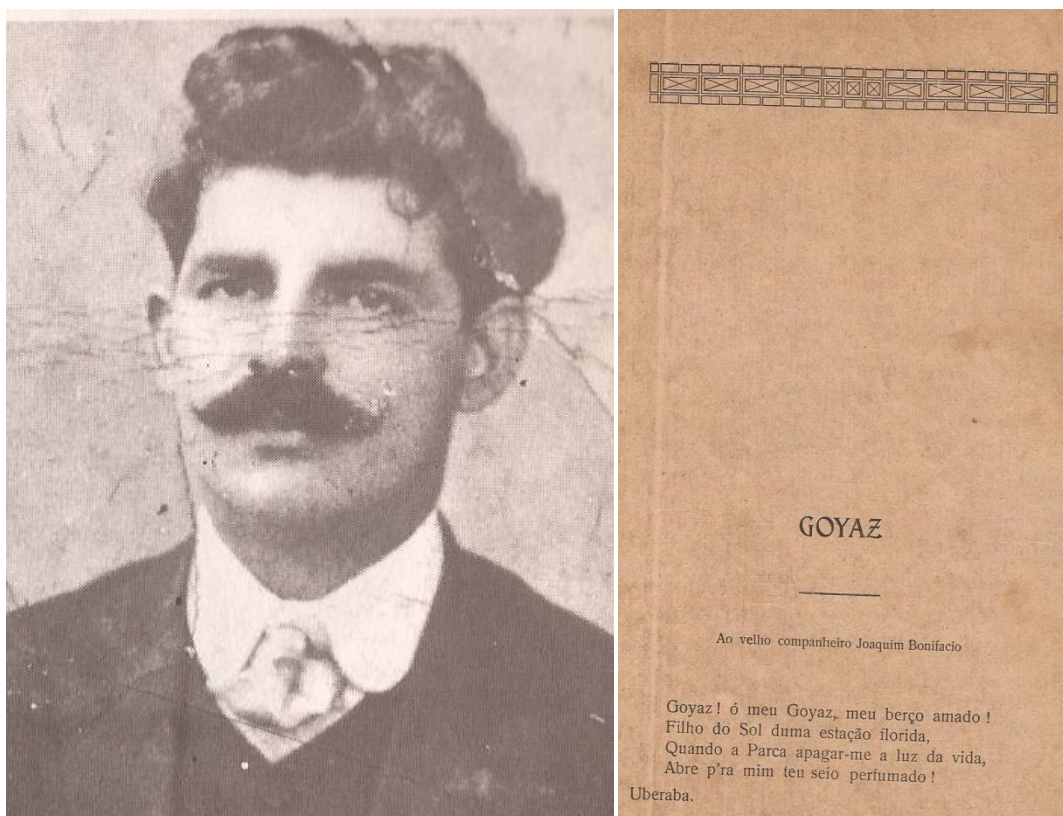 GOYAZ
Ao velho companheiro Joaquim Bonifacio
Goyaz! ó meu Goyaz, meu berço amado!
Filho do Sol duma estação florida,
Quando a Parca apagar-me a luz da vida,
Abre p'ra mim teu seio perfumado!
Uberaba.